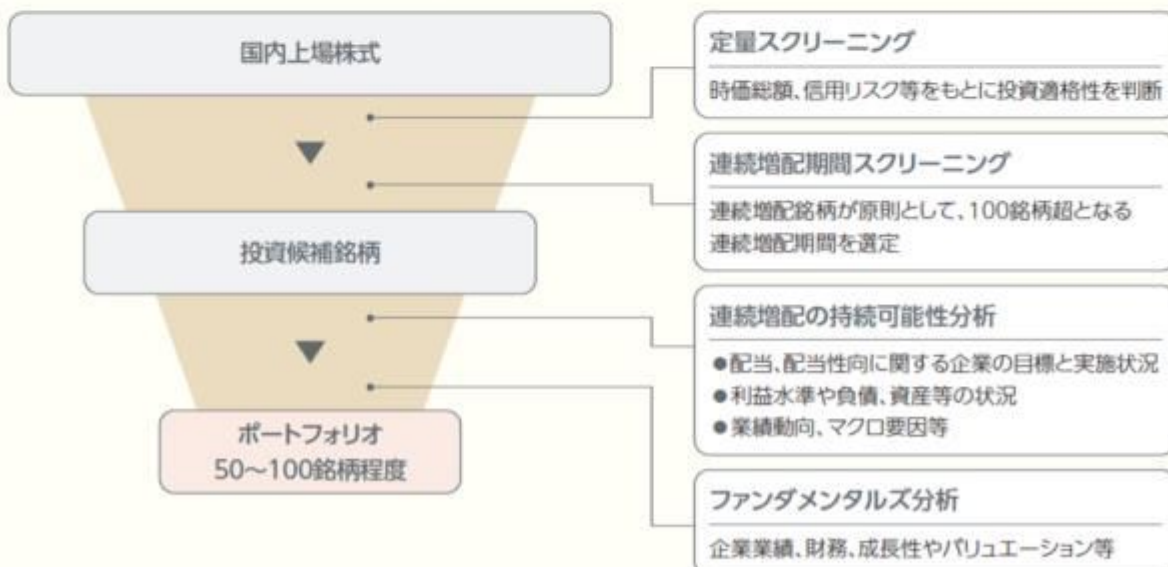 国内上場株式
定量スクリーニング
時価総額、信用リスク等をもとに投資適格性を判断
▼
連続増配期間スクリーニング
連続増配銘柄が原則として、100銘柄超となる
連続増配期間を選定
投資候補銘柄
連続増配の持続可能性分析
●配当、配当性向に関する企業の目標と実施状況
●利益水準や負債、資産等の状況
●業績動向、マクロ要因等
▼
ファンダメンタルズ分析
企業業績、財務、成長性やバリュエーション等
ポートフォリオ
50～100銘柄程度